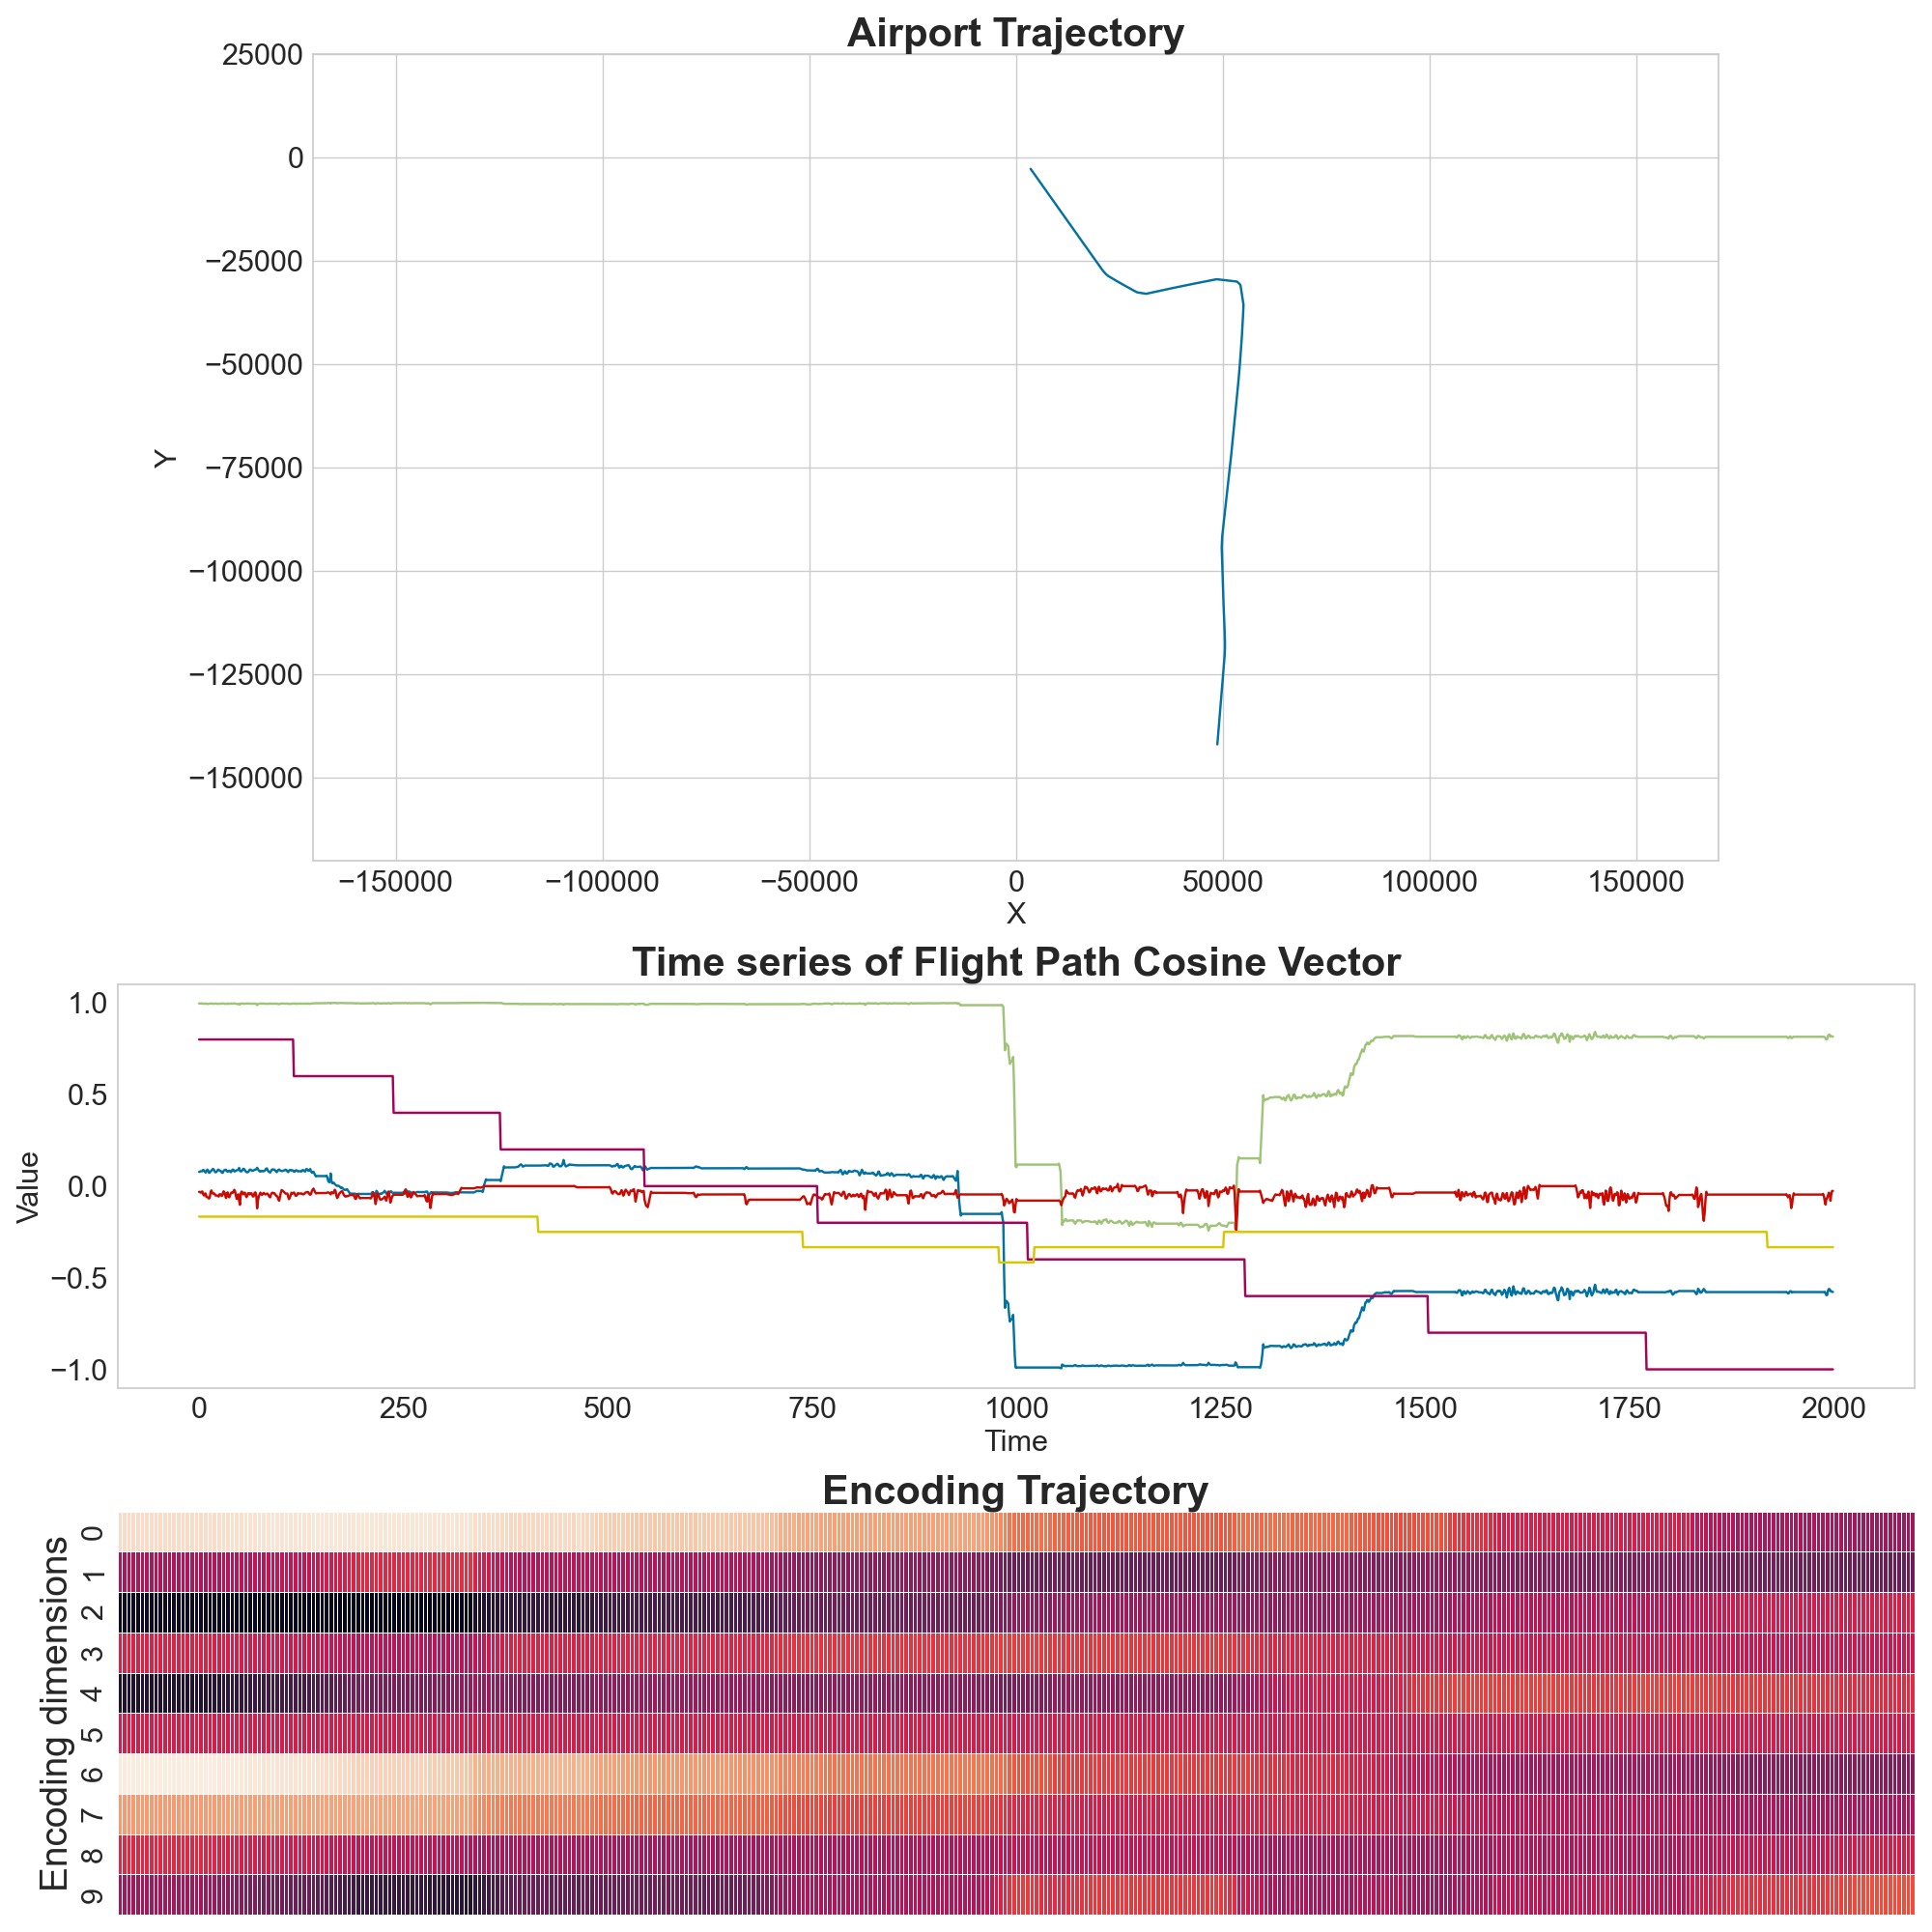 Airport Trajectory
25000
0
−25000
−50000
−75000
−100000
−125000
−150000
Y
−150000 −100000 −50000 0 50000 100000 150000
X
Time series of Flight Path Cosine Vector
1.0
0.5
0.0
−0.5
−1.0
Value
0 250 500 750 1000 1250 1500 1750 2000
Time
Encoding Trajectory
0
1
2
3
4
5
6
7
8
9
Encoding dimensions